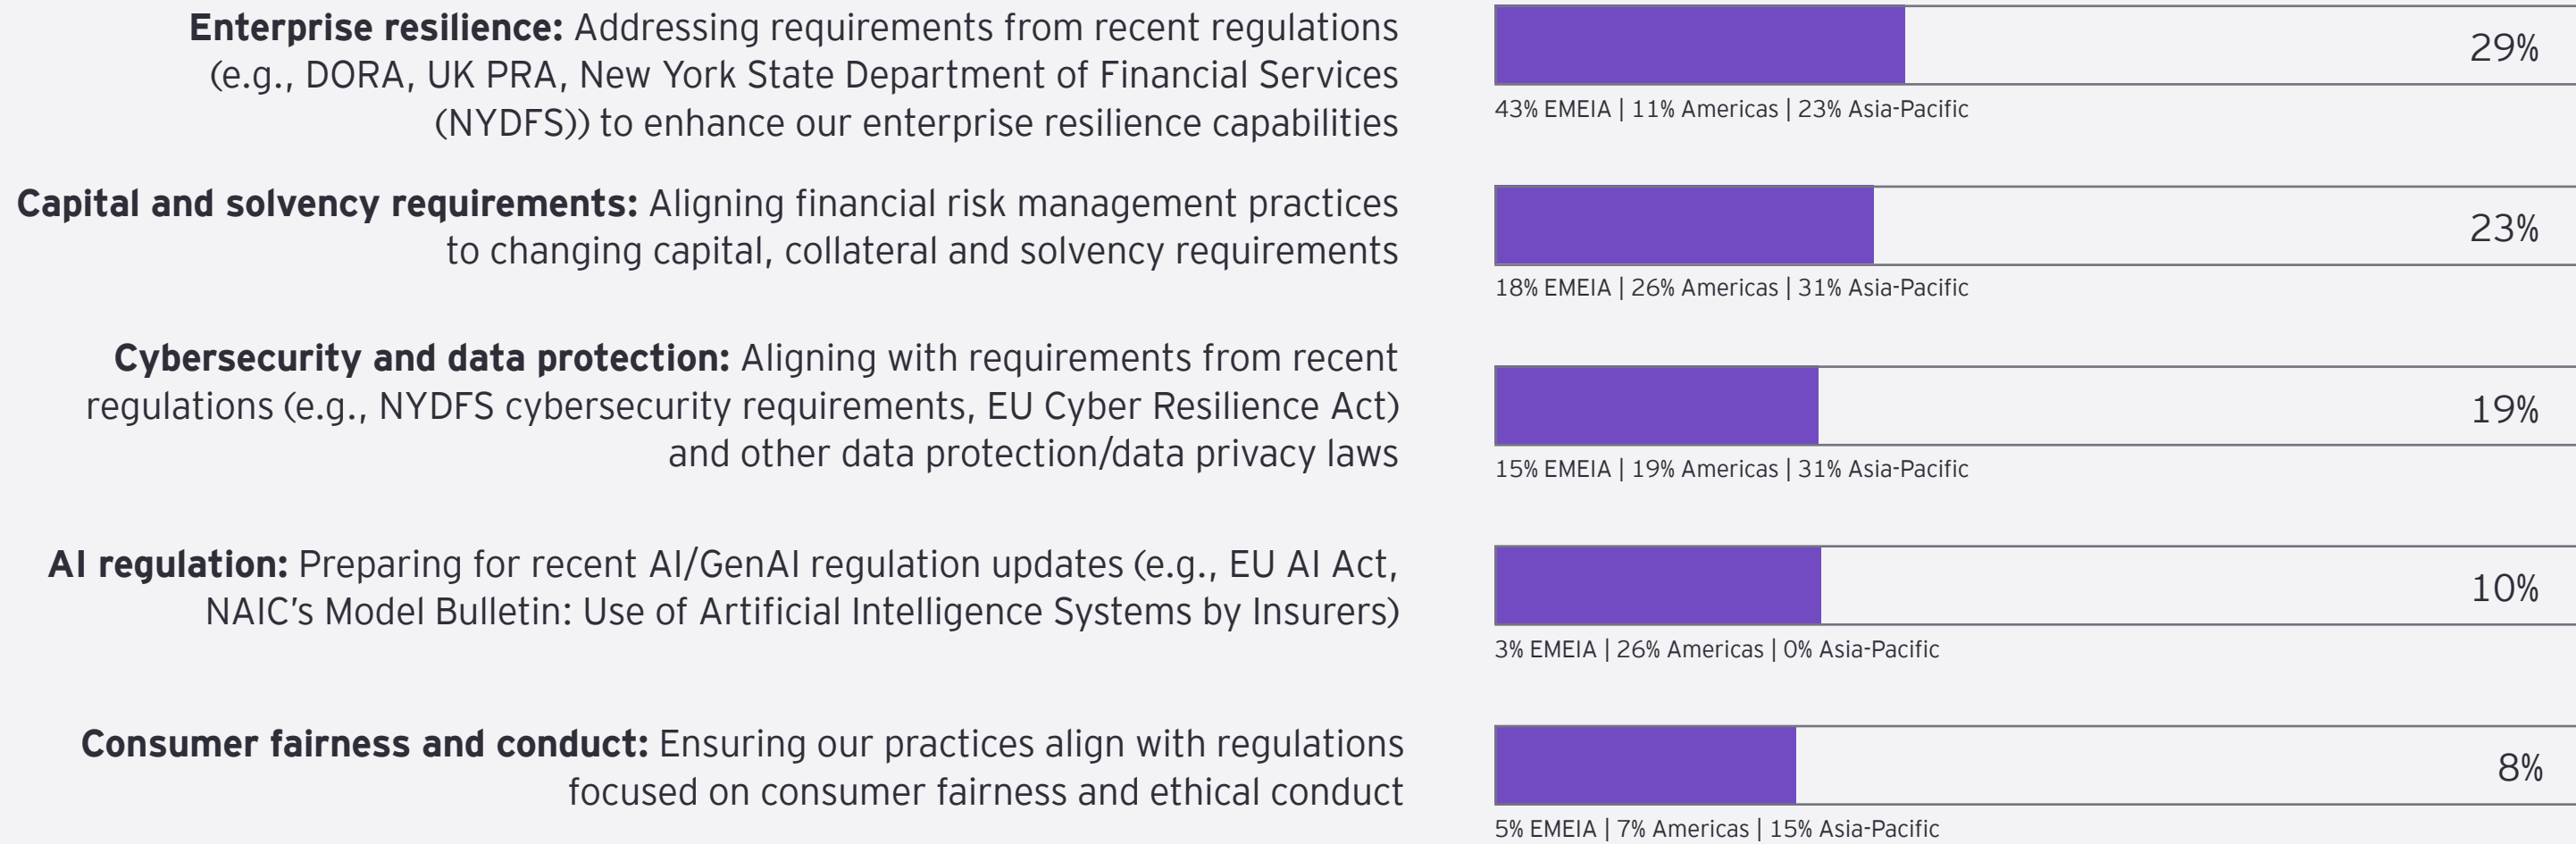 Enterprise resilience: Addressing requirements from recent regulations
(e.g., DORA, UK PRA, New York State Department of Financial Services
(NYDFS)) to enhance our enterprise resilience capabilities
29%
43% EMEIA | 11% Americas | 23% Asia-Pacific
Capital and solvency requirements: Aligning financial risk management practices
to changing capital, collateral and solvency requirements
23%
18% EMEIA | 26% Americas | 31% Asia-Pacific
Cybersecurity and data protection: Aligning with requirements from recent
regulations (e.g., NYDFS cybersecurity requirements, EU Cyber Resilience Act)
and other data protection/data privacy laws
19%
15% EMEIA | 19% Americas | 31% Asia-Pacific
AI regulation: Preparing for recent AI/GenAI regulation updates (e.g., EU AI Act,
NAIC’s Model Bulletin: Use of Artificial Intelligence Systems by Insurers)
10%
3% EMEIA | 26% Americas | 0% Asia-Pacific
Consumer fairness and conduct: Ensuring our practices align with regulations
focused on consumer fairness and ethical conduct
8%
5% EMEIA | 7% Americas | 15% Asia-Pacific